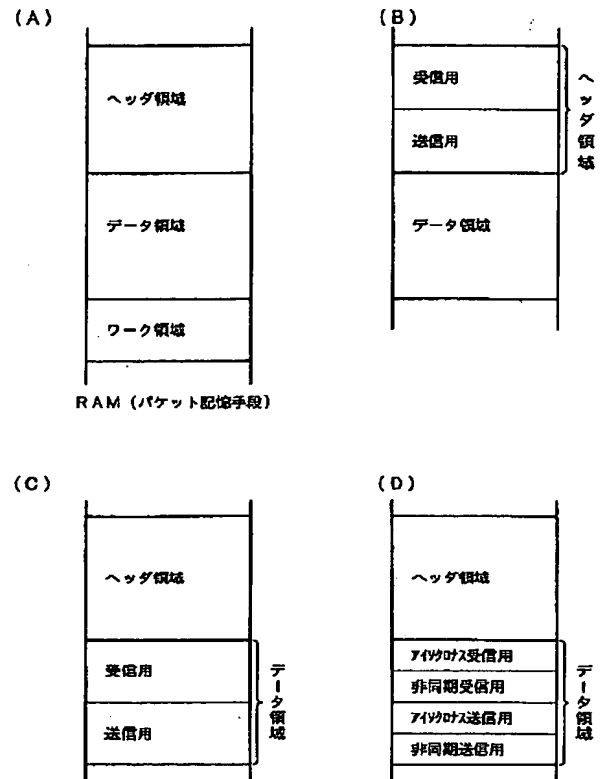 (A)
ヘッダ領域
データ領域
ワーク領域
RAM (パケット記憶手段)
(B)
受信用
送信用
ヘッダ領域
データ領域
(C)
ヘッダ領域
受信用
送信用
データ領域
(D)
ヘッダ領域
アイソクロナス受信用
非同期受信用
アイソクロナス送信用
非同期送信用
データ領域